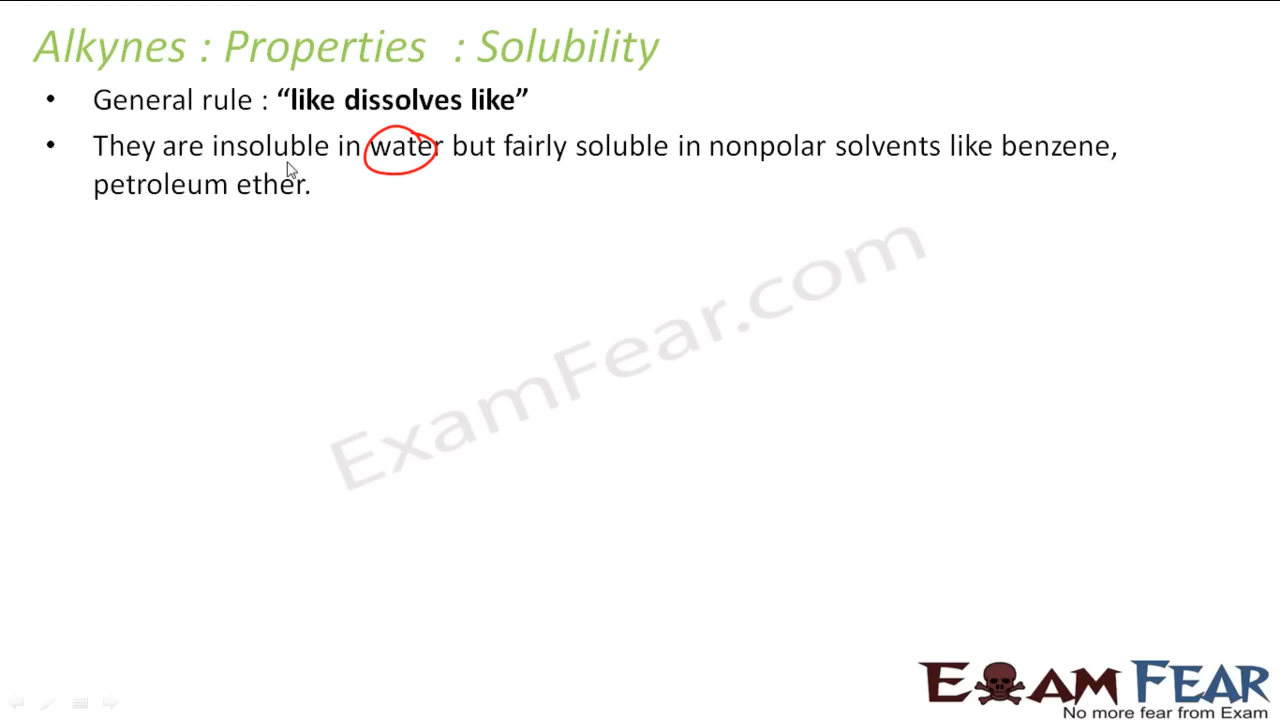 Alkynes : Properties : Solubility
• General rule : “like dissolves like”
• They are insoluble in water but fairly soluble in nonpolar solvents like benzene,
petroleum ether.
ExamFear.com
EXAM FEAR
No more fear from Exam